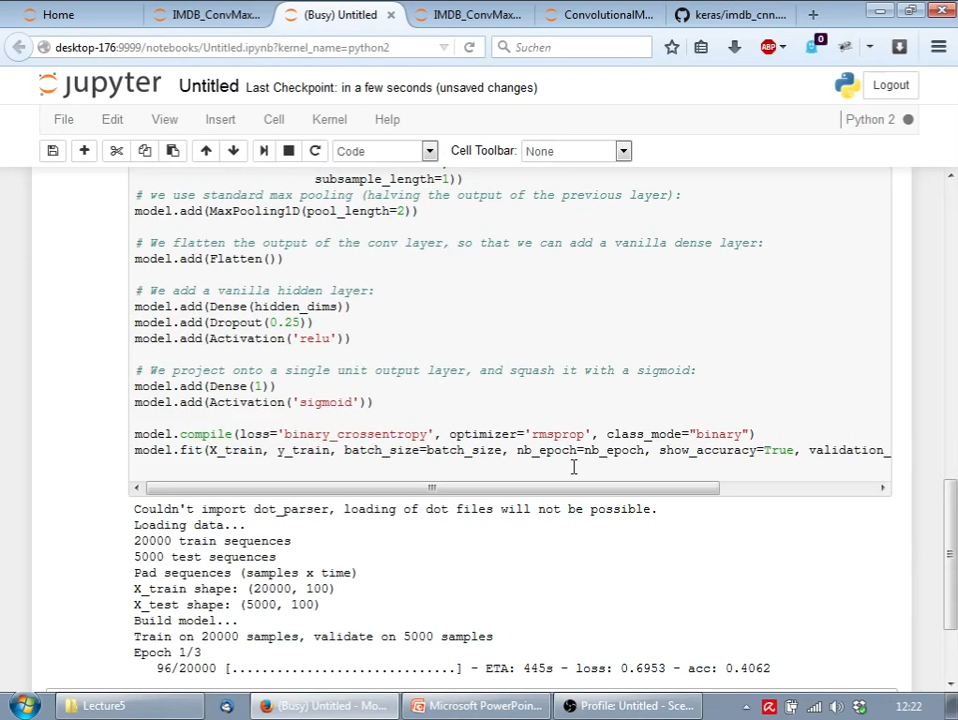 Home
IMDB_ConvMax...
(Busy) Untitled
IMDB_ConvMax...
ConvolutionalM...
keras/imdb_cnn....
desktop-176:9999/notebooks/Untitled.ipynb?kernel_name=python2
Suchen
ABP
0
jupyter Untitled Last Checkpoint: in a few seconds (unsaved changes)
Logout
File Edit View Insert Cell Kernel Help
Python 2
Code
Cell Toolbar:
None
subsample_length=1))
# we use standard max pooling (halving the output of the previous layer):
model.add(MaxPooling1D(pool_length=2))
# We flatten the output of the conv layer, so that we can add a vanilla dense layer:
model.add(Flatten())
# We add a vanilla hidden layer:
model.add(Dense(hidden_dims))
model.add(Dropout(0.25))
model.add(Activation('relu'))
# We project onto a single unit output layer, and squash it with a sigmoid:
model.add(Dense(1))
model.add(Activation('sigmoid'))
model.compile(loss='binary_crossentropy', optimizer='rmsprop', class_mode="binary")
model.fit(X_train, y_train, batch_size=batch_size, nb_epoch=nb_epoch, show_accuracy=True, validation_
Couldn't import dot_parser, loading of dot files will not be possible.
Loading data...
20000 train sequences
5000 test sequences
Pad sequences (samples x time)
X_train shape: (20000, 100)
X_test shape: (5000, 100)
Build model...
Train on 20000 samples, validate on 5000 samples
Epoch 1/3
96/20000 [..............................] - ETA: 445s - loss: 0.6953 - acc: 0.4062
Lecture5
(Busy) Untitled - Mo...
Microsoft PowerPoint...
Profile: Untitled - Sce...
12:22